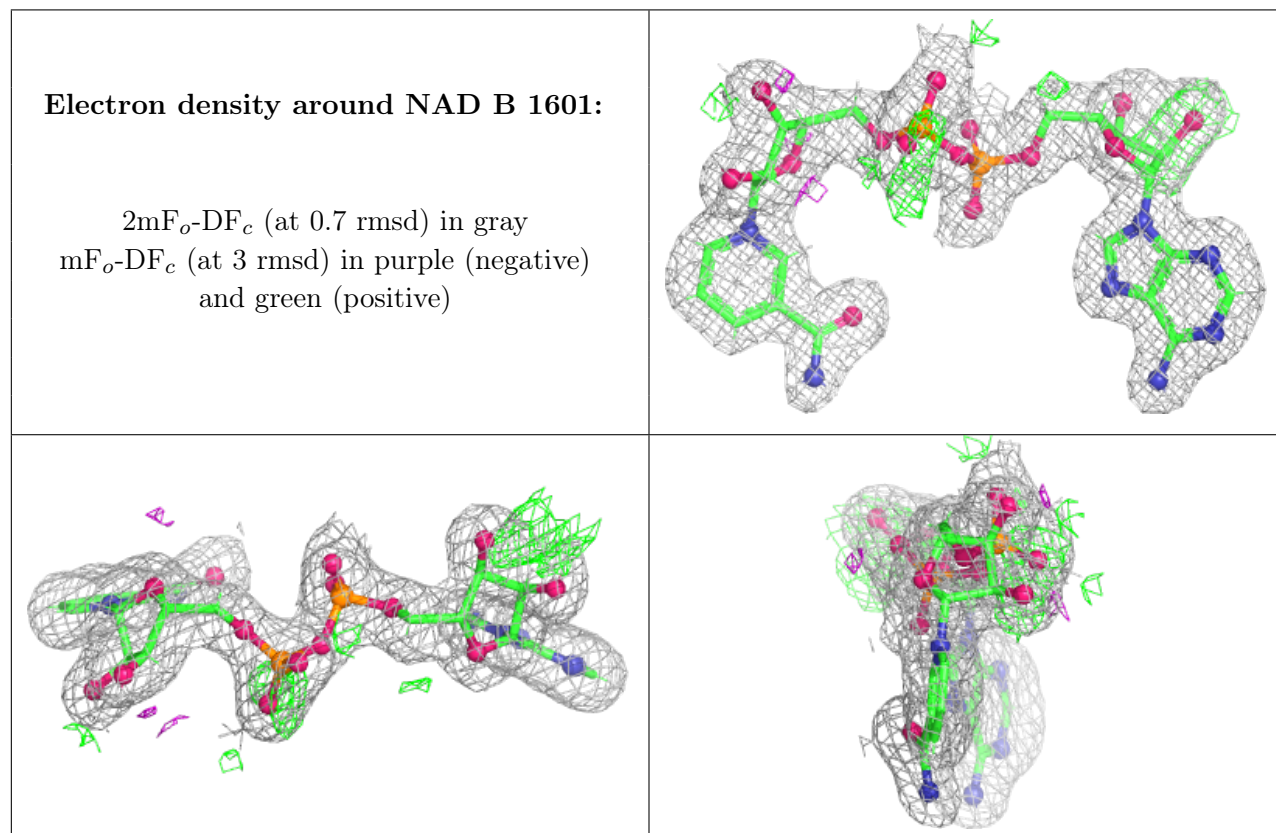 Electron density around NAD B 1601:
2mFₒ-DF𝒸 (at 0.7 rmsd) in gray
mFₒ-DF𝒸 (at 3 rmsd) in purple (negative)
and green (positive)